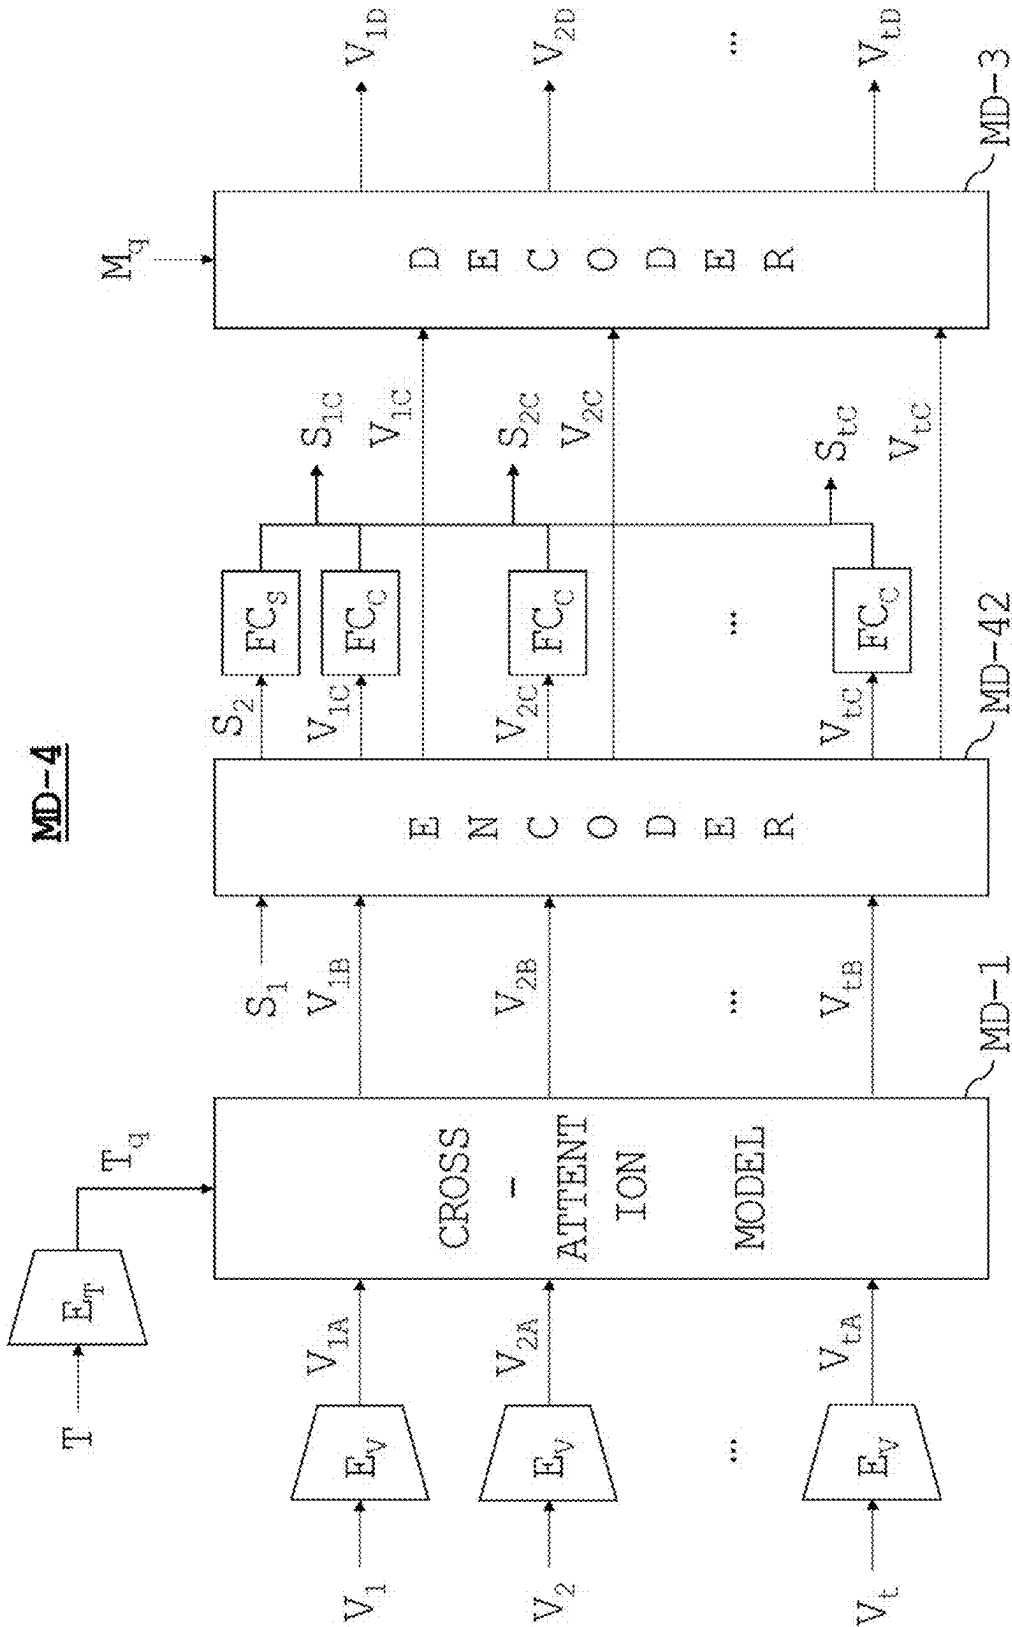 MD-4
T
E_T
T_q
M_q
V_1
E_V
V_1A
V_2
E_V
V_2A
...
V_t
E_V
V_tA
CROSS
-
ATTENT
ION
MODEL
MD-1
S_1
V_1B
V_2B
...
V_tB
E N C O D E R
MD-42
S_2
FC_S
V_1C
FC_C
S_1C
V_1C
V_2C
FC_C
S_2C
V_2C
...
V_tC
FC_C
S_tC
V_tC
D E C O D E R
MD-3
V_1D
V_2D
...
V_tD